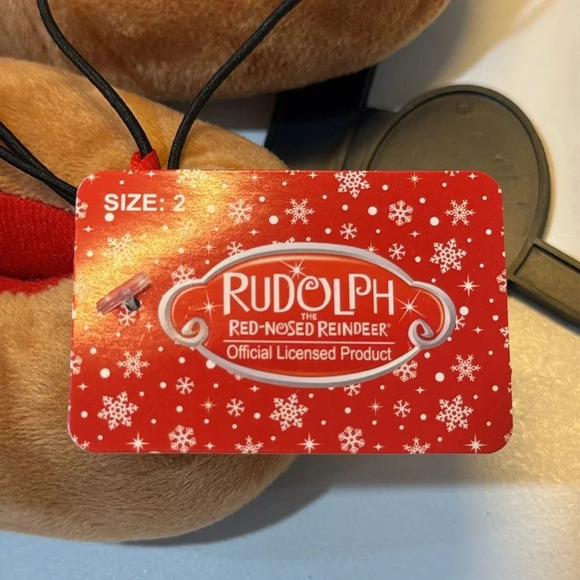 SIZE: 2
RUDOLPH
THE
RED-NOSED REINDEER®
Official Licensed Product